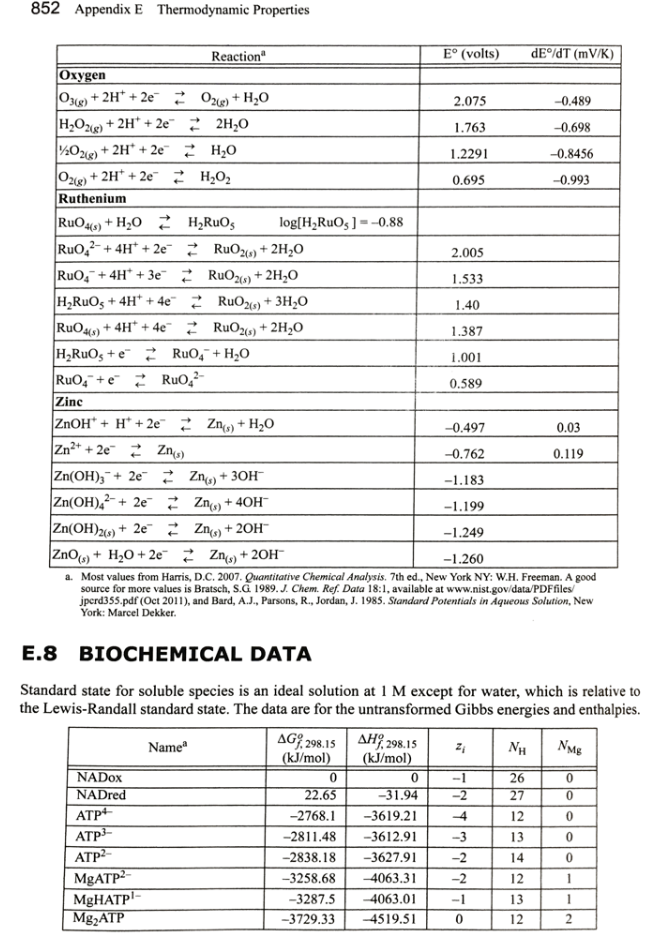 852 Appendix E Thermodynamic Properties
Reactionᵃ E° (volts) dE°/dT (mV/K)
Oxygen
O₃₍g₎ + 2H⁺ + 2e⁻ ⇄ O₂₍g₎ + H₂O 2.075 –0.489
H₂O₂₍g₎ + 2H⁺ + 2e⁻ ⇄ 2H₂O 1.763 –0.698
½O₂₍g₎ + 2H⁺ + 2e⁻ ⇄ H₂O 1.2291 –0.8456
O₂₍g₎ + 2H⁺ + 2e⁻ ⇄ H₂O₂ 0.695 –0.993
Ruthenium
RuO₄₍s₎ + H₂O ⇄ H₂RuO₅ log[H₂RuO₅ ] = –0.88
RuO₄²⁻ + 4H⁺ + 2e⁻ ⇄ RuO₂₍s₎ + 2H₂O 2.005
RuO₄⁻ + 4H⁺ + 3e⁻ ⇄ RuO₂₍s₎ + 2H₂O 1.533
H₂RuO₅ + 4H⁺ + 4e⁻ ⇄ RuO₂₍s₎ + 3H₂O 1.40
RuO₄₍s₎ + 4H⁺ + 4e⁻ ⇄ RuO₂₍s₎ + 2H₂O 1.387
H₂RuO₅ + e⁻ ⇄ RuO₄⁻ + H₂O 1.001
RuO₄⁻ + e⁻ ⇄ RuO₄²⁻ 0.589
Zinc
ZnOH⁺ + H⁺ + 2e⁻ ⇄ Zn₍s₎ + H₂O –0.497 0.03
Zn²⁺ + 2e⁻ ⇄ Zn₍s₎ –0.762 0.119
Zn(OH)₃⁻ + 2e⁻ ⇄ Zn₍s₎ + 3OH⁻ –1.183
Zn(OH)₄²⁻ + 2e⁻ ⇄ Zn₍s₎ + 4OH⁻ –1.199
Zn(OH)₂₍s₎ + 2e⁻ ⇄ Zn₍s₎ + 2OH⁻ –1.249
ZnO₍s₎ + H₂O + 2e⁻ ⇄ Zn₍s₎ + 2OH⁻ –1.260
a. Most values from Harris, D.C. 2007. Quantitative Chemical Analysis. 7th ed., New York NY: W.H. Freeman. A good
source for more values is Bratsch, S.G. 1989. J. Chem. Ref. Data 18:1, available at www.nist.gov/data/PDFfiles/
jpcrd355.pdf (Oct 2011), and Bard, A.J., Parsons, R., Jordan, J. 1985. Standard Potentials in Aqueous Solution, New
York: Marcel Dekker.
E.8 BIOCHEMICAL DATA
Standard state for soluble species is an ideal solution at 1 M except for water, which is relative to
the Lewis-Randall standard state. The data are for the untransformed Gibbs energies and enthalpies.
Nameᵃ ΔG°f, 298.15 (kJ/mol) ΔH°f, 298.15 (kJ/mol) zᵢ N_H N_Mg
NADox 0 0 –1 26 0
NADred 22.65 –31.94 –2 27 0
ATP⁴⁻ –2768.1 –3619.21 –4 12 0
ATP³⁻ –2811.48 –3612.91 –3 13 0
ATP²⁻ –2838.18 –3627.91 –2 14 0
MgATP²⁻ –3258.68 –4063.31 –2 12 1
MgHATP¹⁻ –3287.5 –4063.01 –1 13 1
Mg₂ATP –3729.33 –4519.51 0 12 2